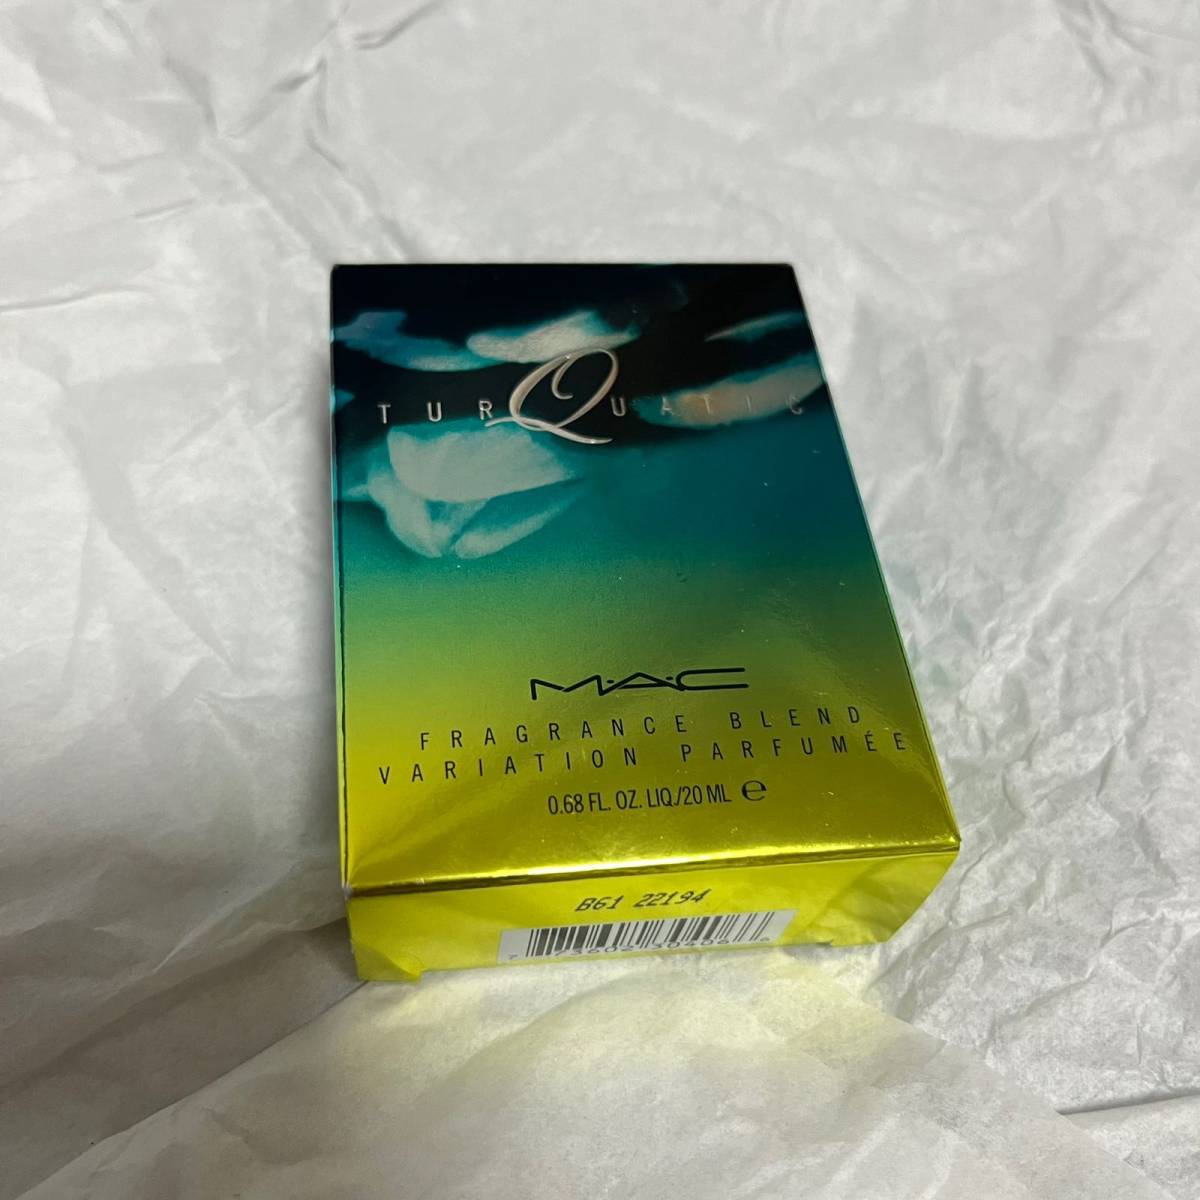 TURQUATIC
M·A·C
FRAGRANCE BLEND
VARIATION PARFUMÉE
0.68 FL. OZ. LIQ./20 ML ℮
B61 22194